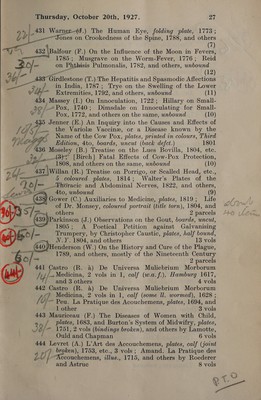 Thursday, October 20th, 1927. 27
431 Warner (F.) The Human Eye, folding plate, 1773;
Jones on Crookedness of the Spine, 1788, and others
(7)
432 Balfour (F.) On the Influence of Moon in Fevers,
1785; Musgrave on the Worm-Fever, 1776; Reid
on Phthisis Pulmonalis, 1782, and others, unbound
(12)
433 Girdlestone (T.) The Hepatitis and Spasmodic Affections
in India, 1787; Trye on the Swelling of the Lower
Extremities, 1792, and others, unbound (11)
434 Massey (I.) On Innoculation, 1722; Hillary on Small-
Pox, 1740; Dimsdale on Innoculating for Small-
Pox, 1772, and others on the same, unbound (10)
435 Jenner (E.) An Inquiry into the Causes and Effects of
the Variolæ Vaccinæ, or a Disease known by the
Name of the Cow Pox, plates, printed in colours, Third
Edition, 4to, boards, uncut (back defect.) 1801
436 Moseley (B.) Treatise on the Lues Bovilla, 1804, etc.
(3); [Birch] Fatal Effects of Cow-Pox Protection,
1808, and others on the same, unbound (10)
437 Willan (R.) Treatise on Porrigo, or Scalled Head, etc.,
5 coloured plates, 1814; Walter's Plates of the
Thoracic and Abdominal Nerves, 1822, and others,
4to, unbound (9)
438 Gower (C.) Auxiliaries to Medicine, plates, 1819; Life
of Dr. Monsey, coloured portrait (title torn), 1804, and
others 2 parcels
439 Parkinson (J.) Observations on the Gout, boards, uncut,
1805; A Poetical Petition against Galvanising
Trumpery, by Christopher Caustic, plates, half bound,
N.Y. 1804, and others 13 vols
440 Henderson (W.) On the History and Cure of the Plague,
1789, and others, mostly of the Nineteenth Century
2 parcels
441 Castro (R. à) De Universa Muliebrium Morborum
Medicina, 2 vols in 1, calf (w.a.f.), Hamburg 1617,
and 3 others 4 vols
442 Castro (R. à) De Universa Muliebrium Morborum
Medicina, 2 vols in 1, calf (some ll. wormed), 1628;
Peu. La Pratique des Acouchemens, plates, 1694, and
1 other 3 vols
443 Mauriceau (F.) The Diseases of Women with Child,
plates, 1683, and Burton's System of Midwifry, plates,
1751, 2 vols (bindings broken), and others by Lamotte,
Ould and Chapman 6 vols
444 Levret (A.) L'Art des Accouchemens, plates, calf (joint
broken), 1753, etc., 3 vols; Amand. La Pratique des
Accouchemens, illus., 1715, and others by Roederer
and Astruc 8 vols
P.T.O